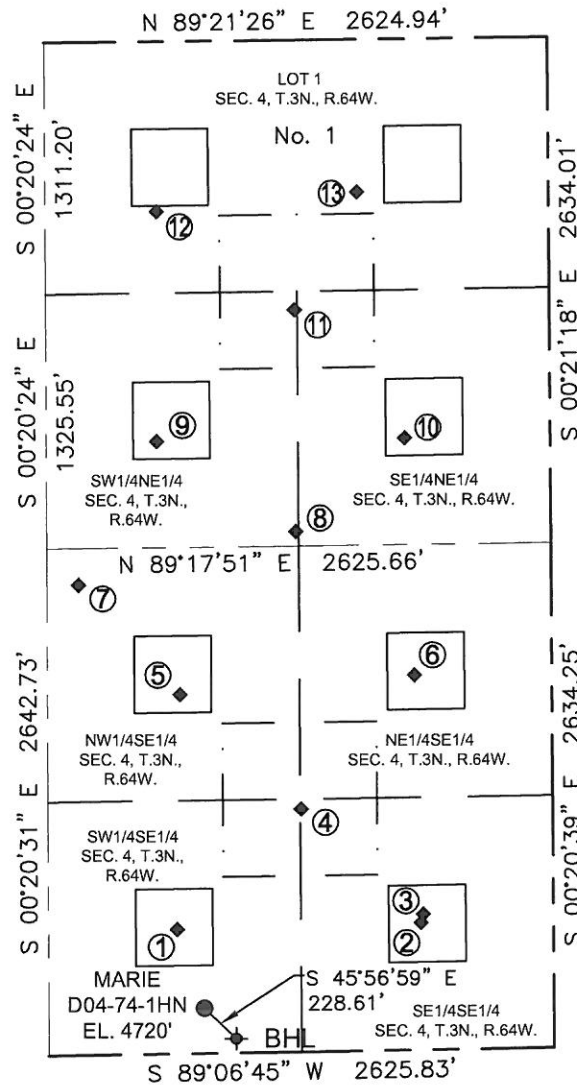 N 89°21'26" E 2624.94'
LOT 1
SEC. 4, T.3N., R.64W.
No. 1
S 00°20'24" E
1311.20'
2634.01'
S 00°21'18" E
13
12
11
S 00°20'24" E
1325.55'
9
10
SW1/4NE1/4
SEC. 4, T.3N.,
R.64W.
SE1/4NE1/4
SEC. 4, T.3N., R.64W.
8
N 89°17'51" E 2625.66'
7
5
6
S 00°20'31" E 2642.73'
S 00°20'39" E 2634.25'
NW1/4SE1/4
SEC. 4, T.3N.,
R.64W.
NE1/4SE1/4
SEC. 4, T.3N., R.64W.
4
SW1/4SE1/4
SEC. 4, T.3N.,
R.64W.
3
1
2
MARIE
D04-74-1HN
EL. 4720'
S 45°56'59" E
228.61'
BHL
SE1/4SE1/4
SEC. 4, T.3N., R.64W.
S 89°06'45" W 2625.83'